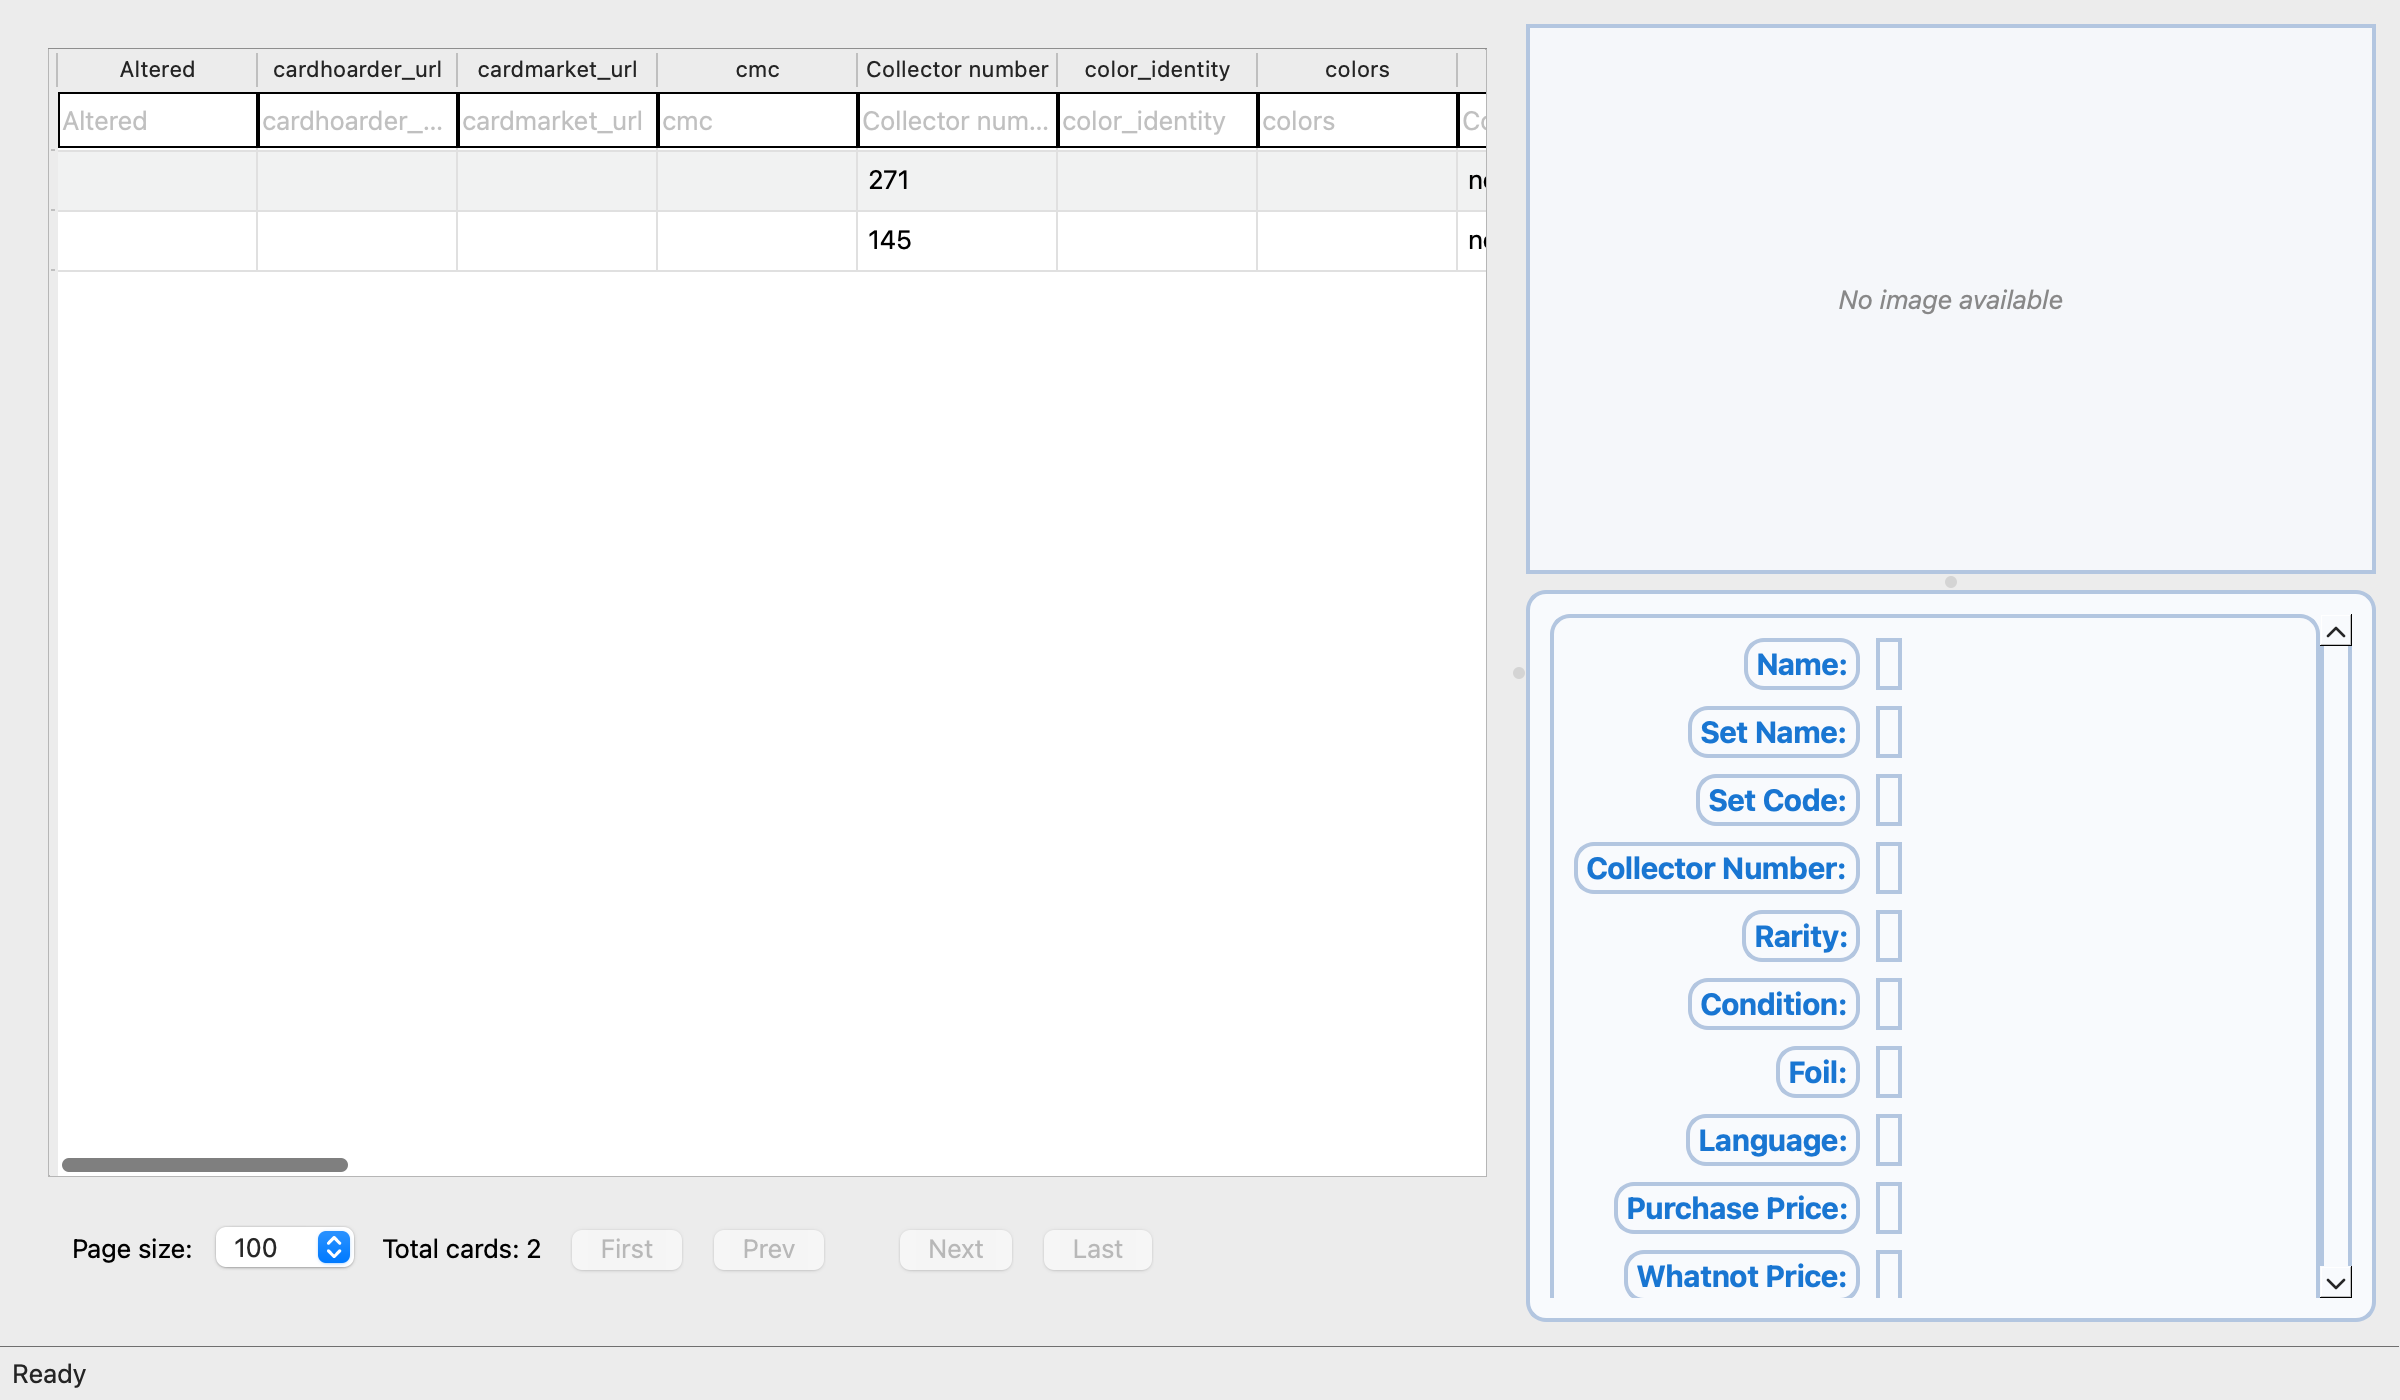 Altered cardhoarder_url cardmarket_url cmc Collector number color_identity colors
Altered cardhoarder_... cardmarket_url cmc Collector num... color_identity colors
271
145
Page size: 100 Total cards: 2 First Prev Next Last
No image available
Name:
Set Name:
Set Code:
Collector Number:
Rarity:
Condition:
Foil:
Language:
Purchase Price:
Whatnot Price:
Ready